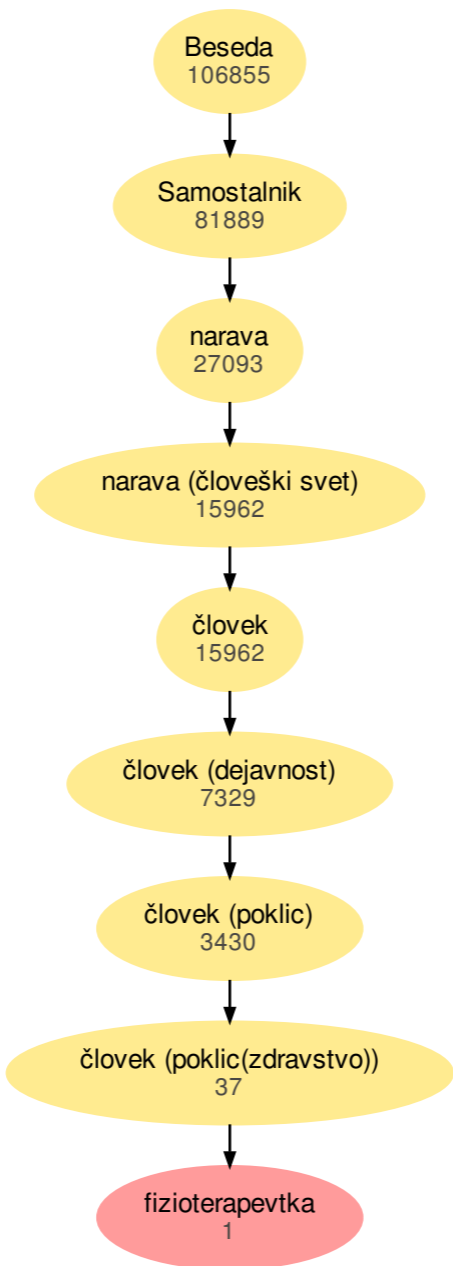 Beseda
106855
Samostalnik
81889
narava
27093
narava (človeški svet)
15962
človek
15962
človek (dejavnost)
7329
človek (poklic)
3430
človek (poklic(zdravstvo))
37
fizioterapevtka
1